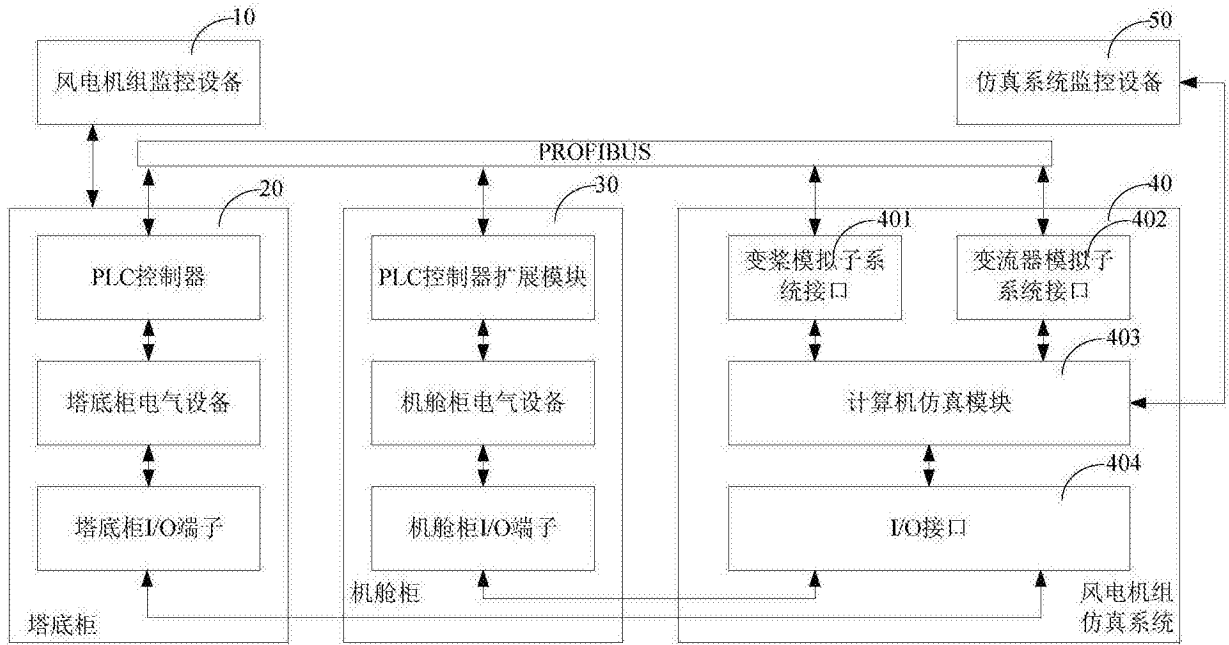 10
50
风电机组监控设备
仿真系统监控设备
PROFIBUS
20
30
40
401
402
PLC控制器
PLC控制器扩展模块
变桨模拟子系
统接口
变流器模拟子
系统接口
403
塔底柜电气设备
机舱柜电气设备
计算机仿真模块
404
塔底柜I/O端子
机舱柜I/O端子
I/O接口
塔底柜
机舱柜
风电机组
仿真系统